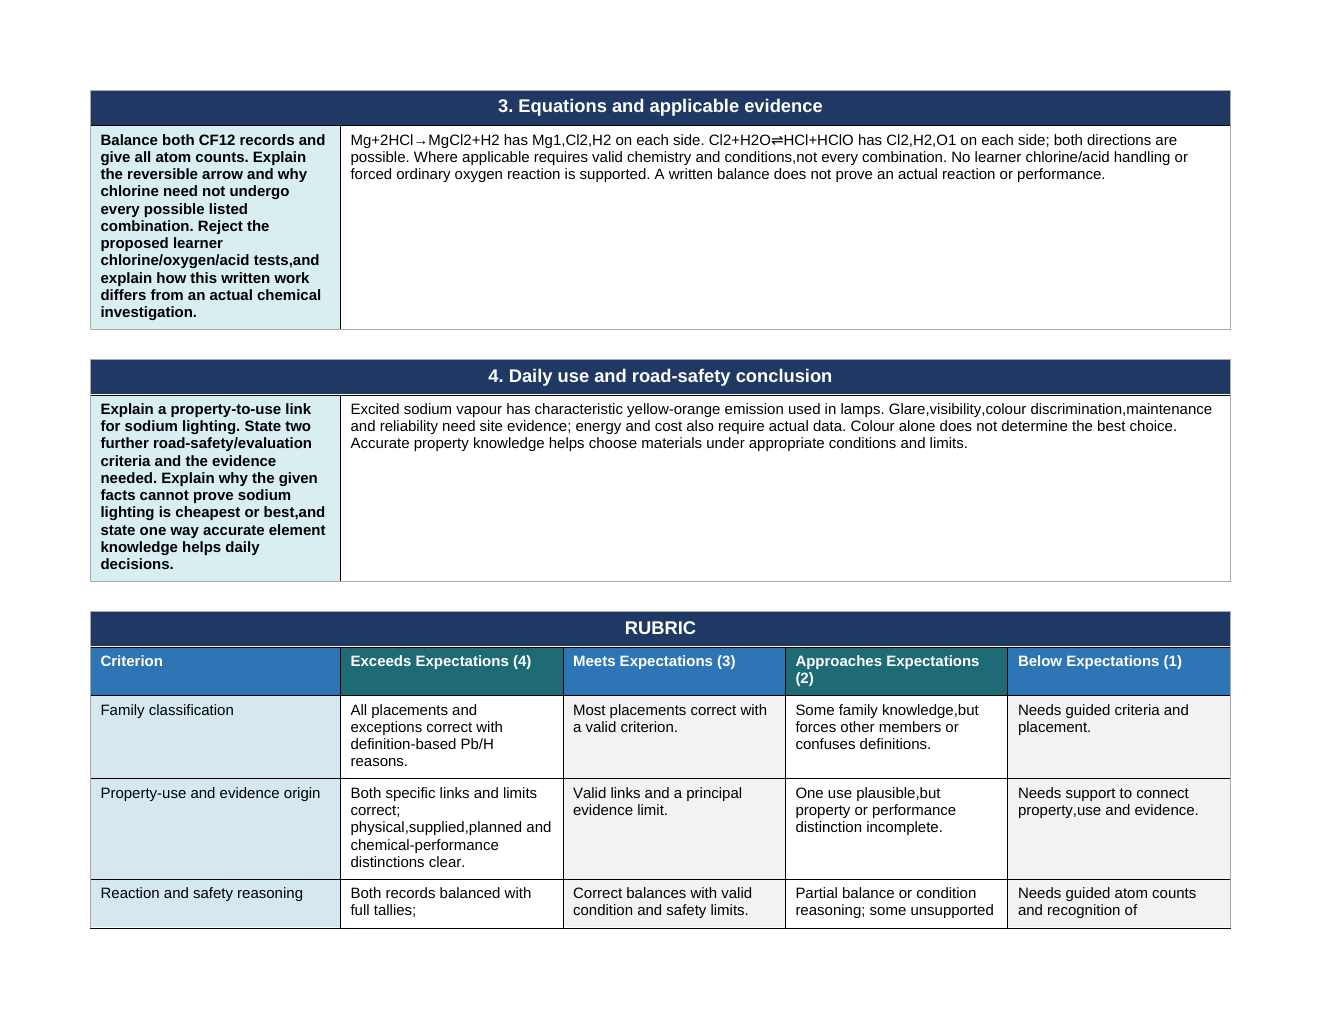 3. Equations and applicable evidence
Balance both CF12 records and
give all atom counts. Explain
the reversible arrow and why
chlorine need not undergo
every possible listed
combination. Reject the
proposed learner
chlorine/oxygen/acid tests,and
explain how this written work
differs from an actual chemical
investigation.
Mg+2HCl→MgCl2+H2 has Mg1,Cl2,H2 on each side. Cl2+H2O⇌HCl+HClO has Cl2,H2,O1 on each side; both directions are
possible. Where applicable requires valid chemistry and conditions,not every combination. No learner chlorine/acid handling or
forced ordinary oxygen reaction is supported. A written balance does not prove an actual reaction or performance.
4. Daily use and road-safety conclusion
Explain a property-to-use link
for sodium lighting. State two
further road-safety/evaluation
criteria and the evidence
needed. Explain why the given
facts cannot prove sodium
lighting is cheapest or best,and
state one way accurate element
knowledge helps daily
decisions.
Excited sodium vapour has characteristic yellow-orange emission used in lamps. Glare,visibility,colour discrimination,maintenance
and reliability need site evidence; energy and cost also require actual data. Colour alone does not determine the best choice.
Accurate property knowledge helps choose materials under appropriate conditions and limits.
RUBRIC
Criterion
Exceeds Expectations (4)
Meets Expectations (3)
Approaches Expectations
(2)
Below Expectations (1)
Family classification
All placements and
exceptions correct with
definition-based Pb/H
reasons.
Most placements correct with
a valid criterion.
Some family knowledge,but
forces other members or
confuses definitions.
Needs guided criteria and
placement.
Property-use and evidence origin
Both specific links and limits
correct;
physical,supplied,planned and
chemical-performance
distinctions clear.
Valid links and a principal
evidence limit.
One use plausible,but
property or performance
distinction incomplete.
Needs support to connect
property,use and evidence.
Reaction and safety reasoning
Both records balanced with
full tallies;
Correct balances with valid
condition and safety limits.
Partial balance or condition
reasoning; some unsupported
Needs guided atom counts
and recognition of